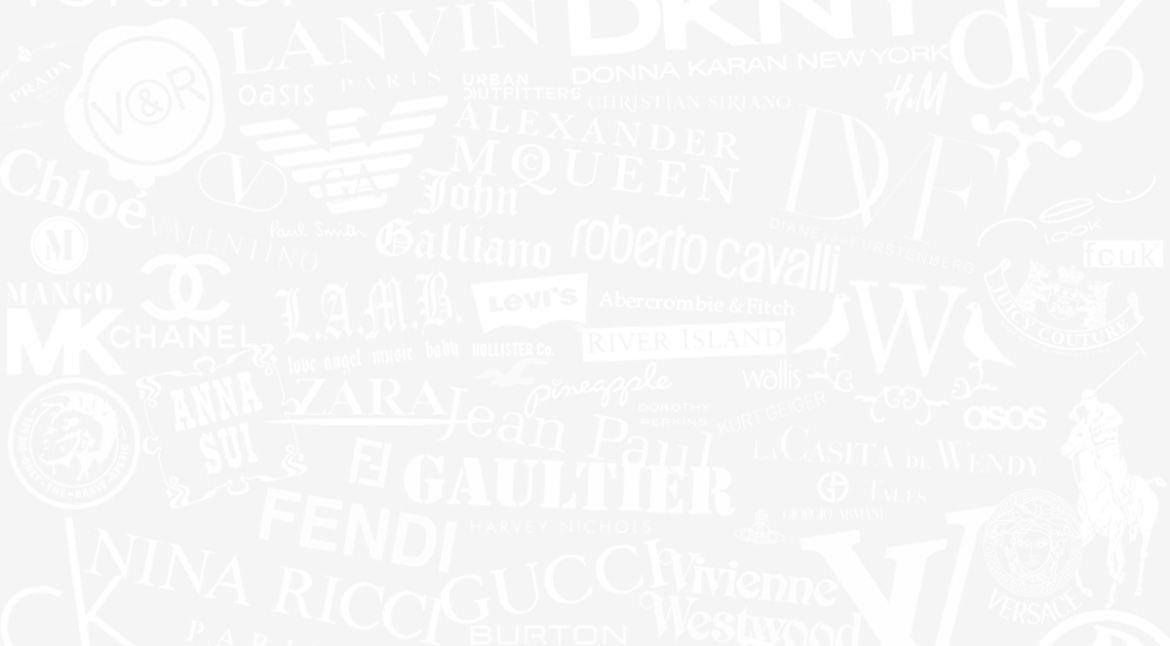 PRADA
V&R
LANVIN
PARIS
oasis
URBAN
OUTFITTERS
DKNY
DONNA KARAN NEW YORK
CHRISTIAN SIRIANO
H&M
dvb
Chloé
V
VALENTINO
GA
ALEXANDER
MCQUEEN
John
Galliano
Paul Smith
roberto cavalli
DVF
DIANE VON FURSTENBERG
look
fcuk
M
MANGO
CHANEL
MK
L.A.M.B.
love angel music baby
Levi's
Abercrombie & Fitch
RIVER ISLAND
HOLLISTER Co.
W
JUICY COUTURE
ANNA
SUI
ZARA
pineapple
wallis
DOROTHY
PERKINS
KURT GEIGER
asos
Jean Paul
GAULTIER
LA CASITA DE WENDY
TALES
GIORGIO ARMANI
FENDI
HARVEY NICHOLS
NINA RICCI
PARI
GUCCI
BURTON
Vivienne
Westwood
Y
VERSACE
cK